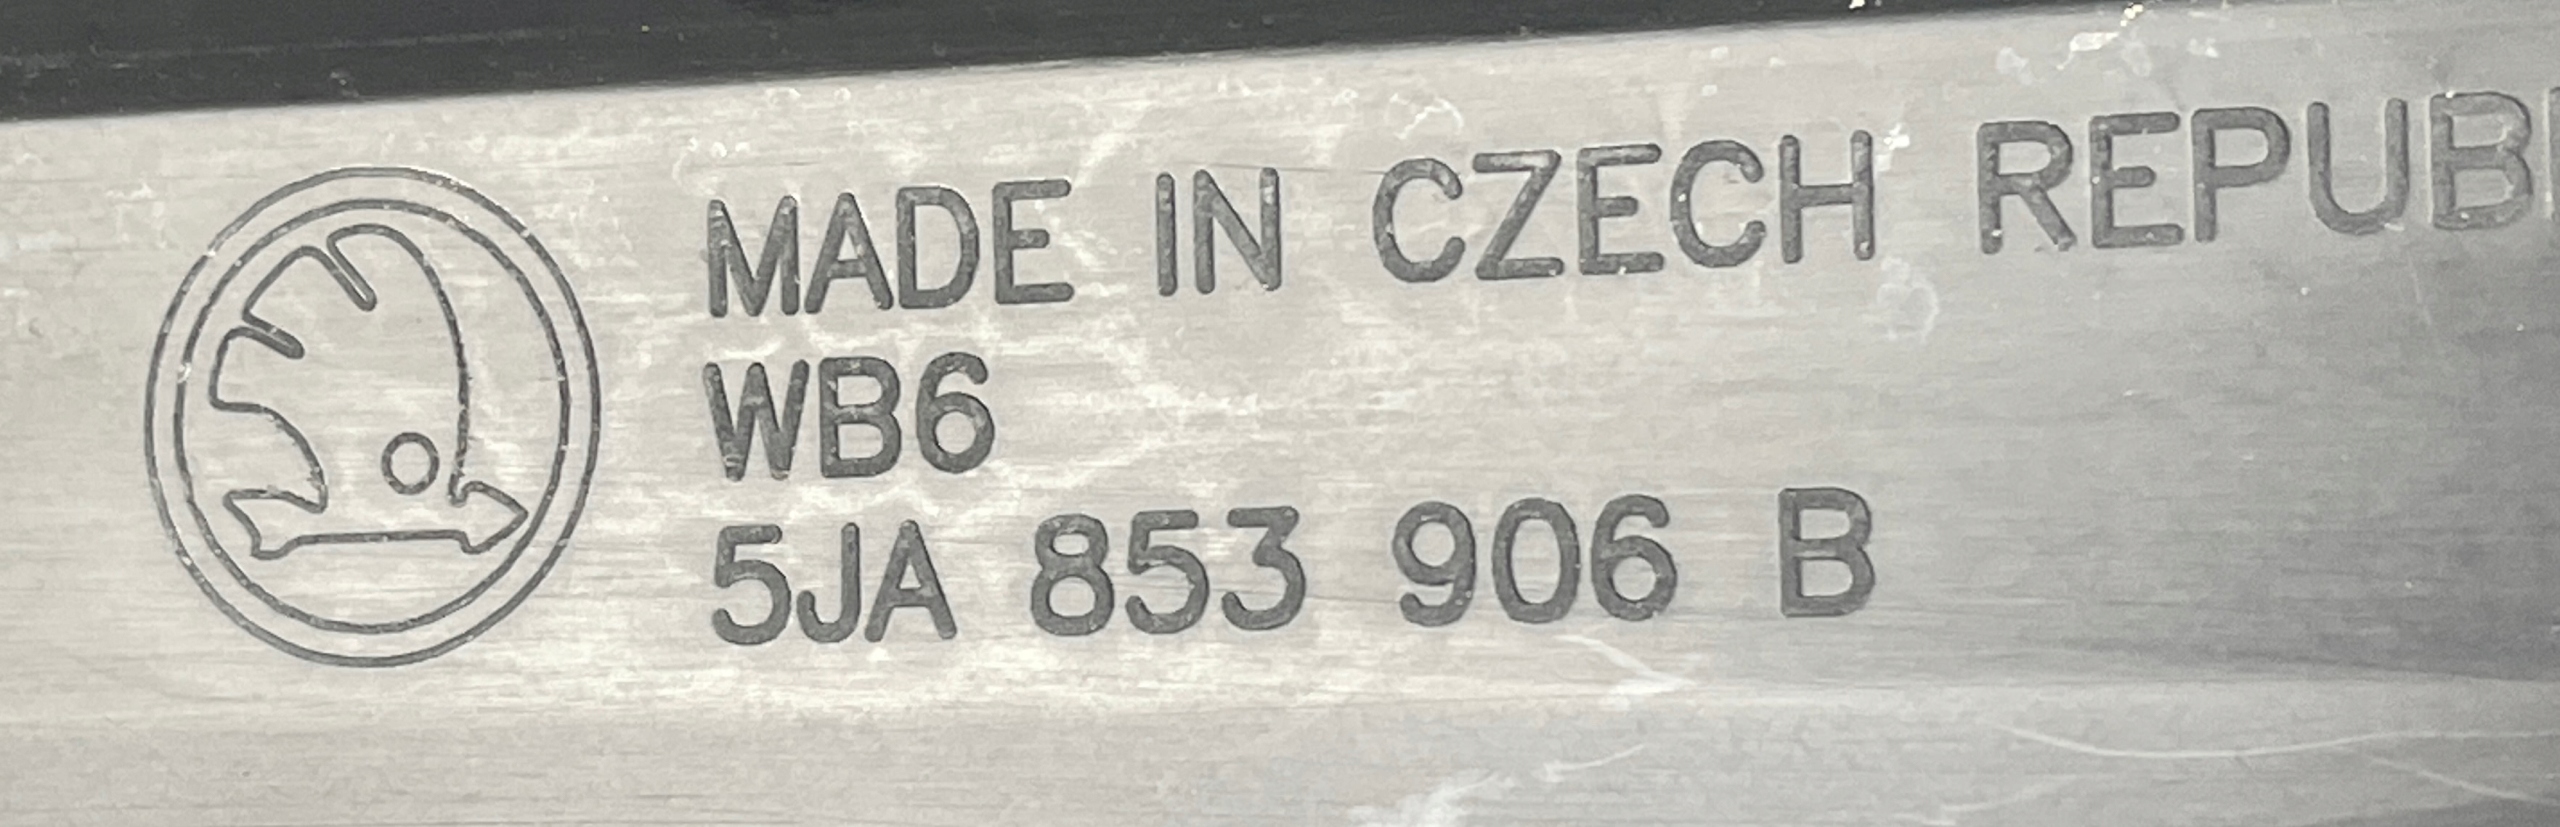 MADE IN CZECH REPUB
WB6
5JA 853 906 B